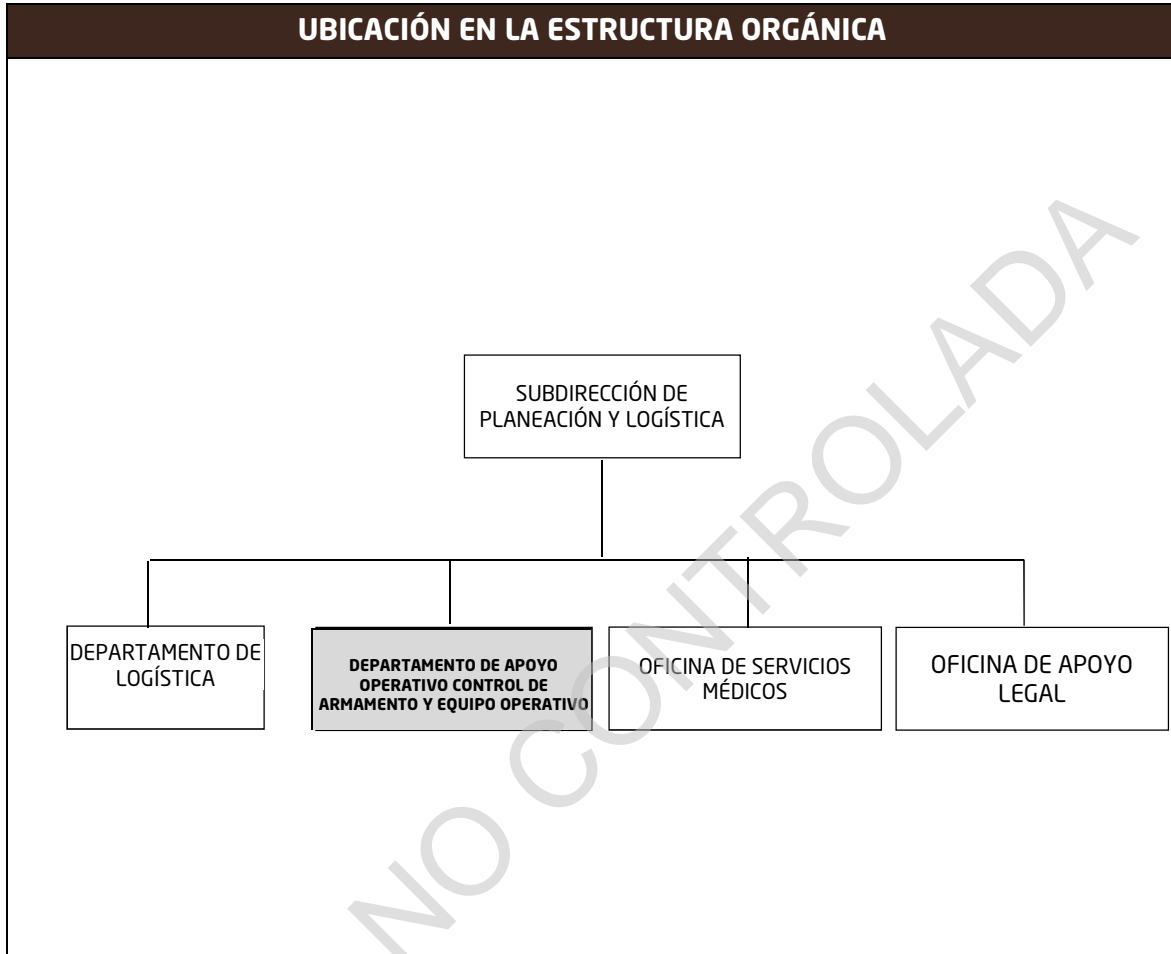 UBICACIÓN EN LA ESTRUCTURA ORGÁNICA
SUBDIRECCIÓN DE
PLANEACIÓN Y LOGÍSTICA
DEPARTAMENTO DE
LOGÍSTICA
DEPARTAMENTO DE APOYO
OPERATIVO CONTROL DE
ARMAMENTO Y EQUIPO OPERATIVO
OFICINA DE SERVICIOS
MÉDICOS
OFICINA DE APOYO
LEGAL
NO CONTROLADA